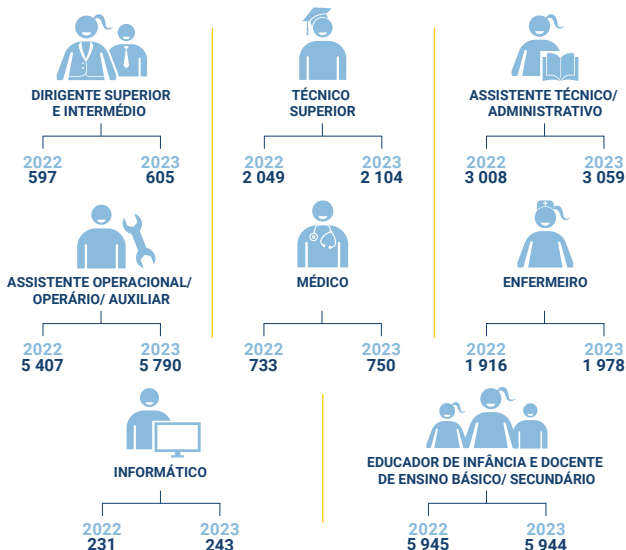 DIRIGENTE SUPERIOR
E INTERMÉDIO
2022
597
2023
605
TÉCNICO
SUPERIOR
2022
2 049
2023
2 104
ASSISTENTE TÉCNICO/
ADMINISTRATIVO
2022
3 008
2023
3 059
ASSISTENTE OPERACIONAL/
OPERÁRIO/ AUXILIAR
2022
5 407
2023
5 790
MÉDICO
2022
733
2023
750
ENFERMEIRO
2022
1 916
2023
1 978
INFORMÁTICO
2022
231
2023
243
EDUCADOR DE INFÂNCIA E DOCENTE
DE ENSINO BÁSICO/ SECUNDÁRIO
2022
5 945
2023
5 944